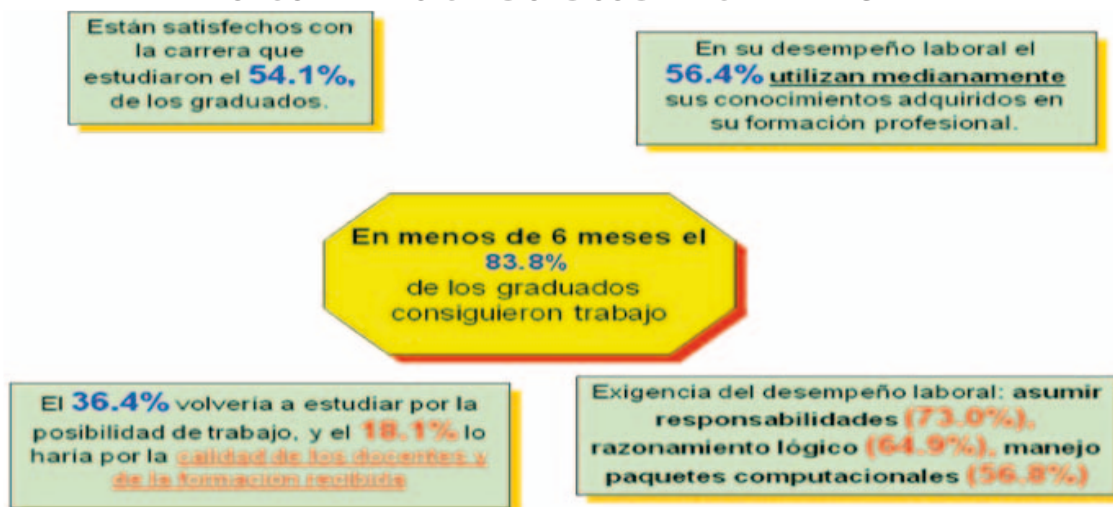 Están satisfechos con
la carrera que
estudiaron el 54.1%,
de los graduados.
En su desempeño laboral el
56.4% utilizan medianamente
sus conocimientos adquiridos en
su formación profesional.
En menos de 6 meses el
83.8%
de los graduados
consiguieron trabajo
El 36.4% volvería a estudiar por la
posibilidad de trabajo, y el 18.1% lo
haría por la calidad de los docentes y
de la formacion recibida
Exigencia del desempeño laboral: asumir
responsabilidades (73.0%),
razonamiento lógico (64.9%), manejo
paquetes computacionales (56.8%)